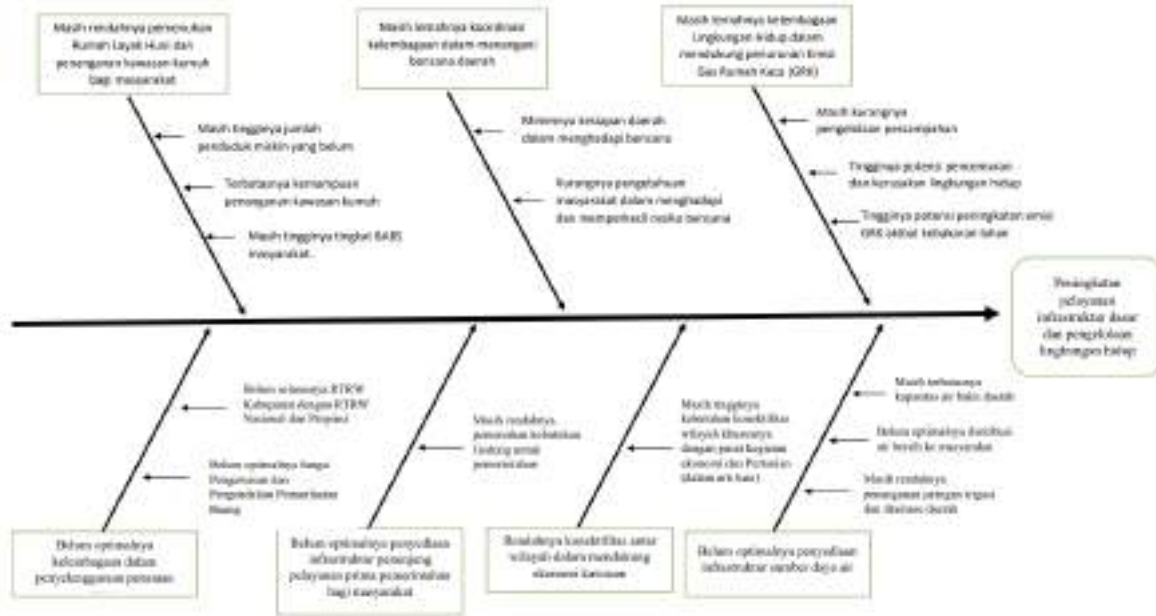 Masih rendahnya pemenuhan
Rumah Layak Huni dan
penanganan kawasan kumuh
bagi masyarakat
Masih lemahnya koordinasi
kelembagaan dalam menangani
bencana daerah
Masih lemahnya kelembagaan
Lingkungan Hidup dalam
mendukung penurunan Emisi
Gas Rumah Kaca (GRK)
Masih tingginya jumlah
penduduk miskin yang belum
Terbatasnya kemampuan
penanganan kawasan kumuh
Masih tingginya tingkat BABS
masyarakat.
Minimnya kesiapan daerah
dalam menghadapi bencana
Kurangnya pengetahuan
masyarakat dalam menghadapi
dan memperkecil resiko bencana
Masih kurangnya
pengelolaan persampahan
Tingginya potensi pencemaran
dan kerusakan lingkungan hidup
Tingginya potensi peningkatan emisi
GRK akibat kebakaran lahan
Peningkatan
pelayanan
infrastruktur dasar
dan pengelolaan
lingkungan hidup
Belum selarasnya RTRW
Kabupaten dengan RTRW
Nasional dan Propinsi
Belum optimalnya fungsi
Pengawasan dan
Pengendalian Pemanfaatan
Ruang
Masih rendahnya
pemenuhan kebutuhan
Gedung untuk
pemerintahan
Masih tingginya
kebutuhan konektifitas
wilayah khususnya
dengan pusat kegiatan
ekonomi dan Pertanian
Masih terbatasnya
kapasitas air baku daerah
Belum optimalnya distribusi
air bersih ke masyarakat
Masih rendahnya
penanganan jaringan irigasi
dan drainase daerah
Belum optimalnya
kelembagaan dalam
penyelenggaraan penataan
Belum optimalnya penyediaan
infrastruktur penunjang
pelayanan prima pemerintahan
bagi masyarakat
Rendahnya konektifitas antar
wilayah dalam mendukung
ekonomi kawasan
Belum optimalnya penyediaan
infrastruktur sumber daya air